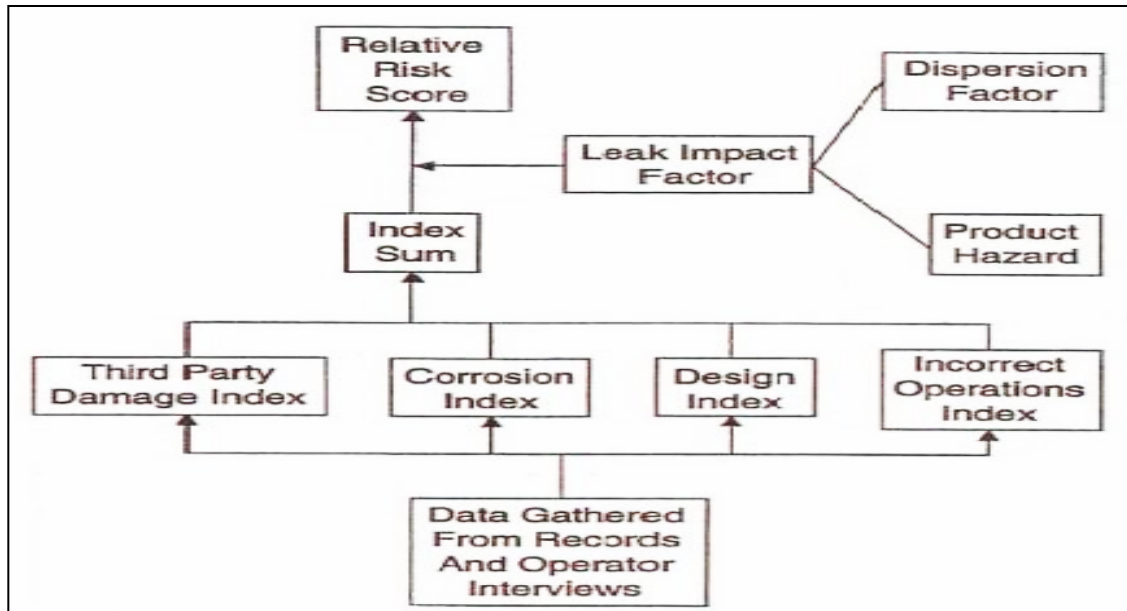 Relative
Risk
Score
Dispersion
Factor
Leak Impact
Factor
Index
Sum
Product
Hazard
Third Party
Damage Index
Corrosion
Index
Design
Index
Incorrect
Operations
Index
Data Gathered
From Records
And Operator
Interviews